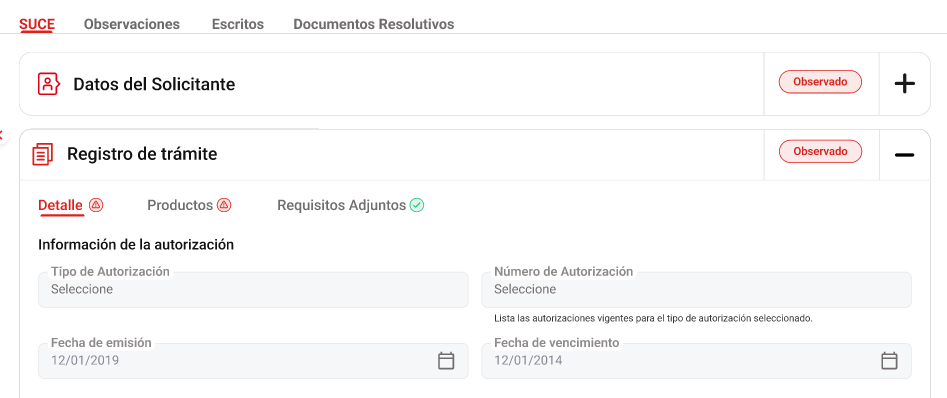 SUCE Observaciones Escritos Documentos Resolutivos
Datos del Solicitante Observado
Registro de trámite Observado
Detalle Productos Requisitos Adjuntos
Información de la autorización
Tipo de Autorización Número de Autorización
Seleccione Seleccione
Lista las autorizaciones vigentes para el tipo de autorización seleccionado.
Fecha de emisión Fecha de vencimiento
12/01/2019 12/01/2014